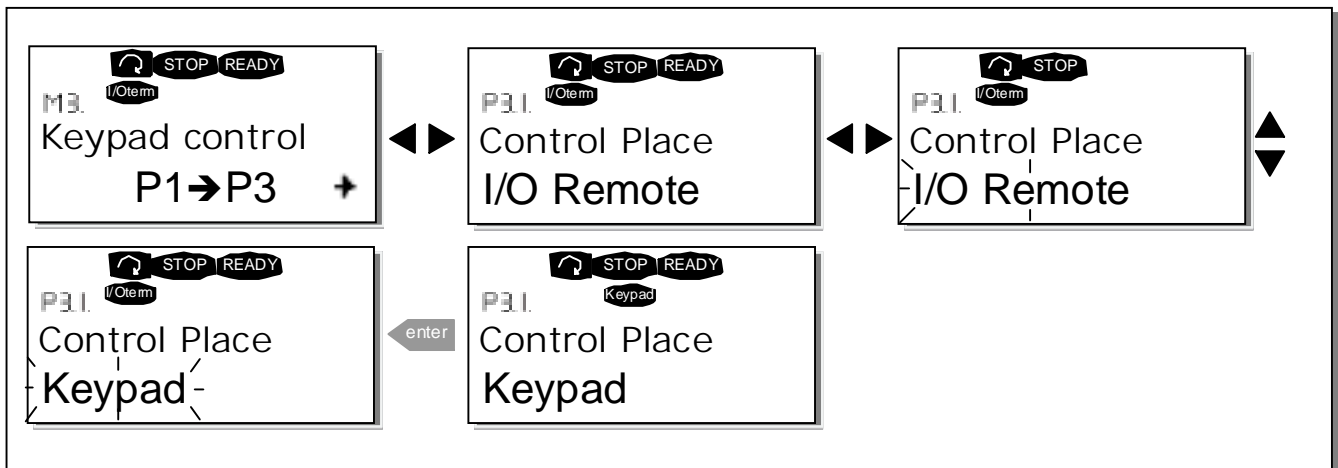 STOP READY
I/Oterm
M3.
Keypad control
P1➔P3 ➔
STOP READY
I/Oterm
P3.1.
Control Place
I/O Remote
STOP
I/Oterm
P3.1.
Control Place
I/O Remote
STOP READY
I/Oterm
P3.1.
Control Place
Keypad
enter
STOP READY
Keypad
P3.1.
Control Place
Keypad